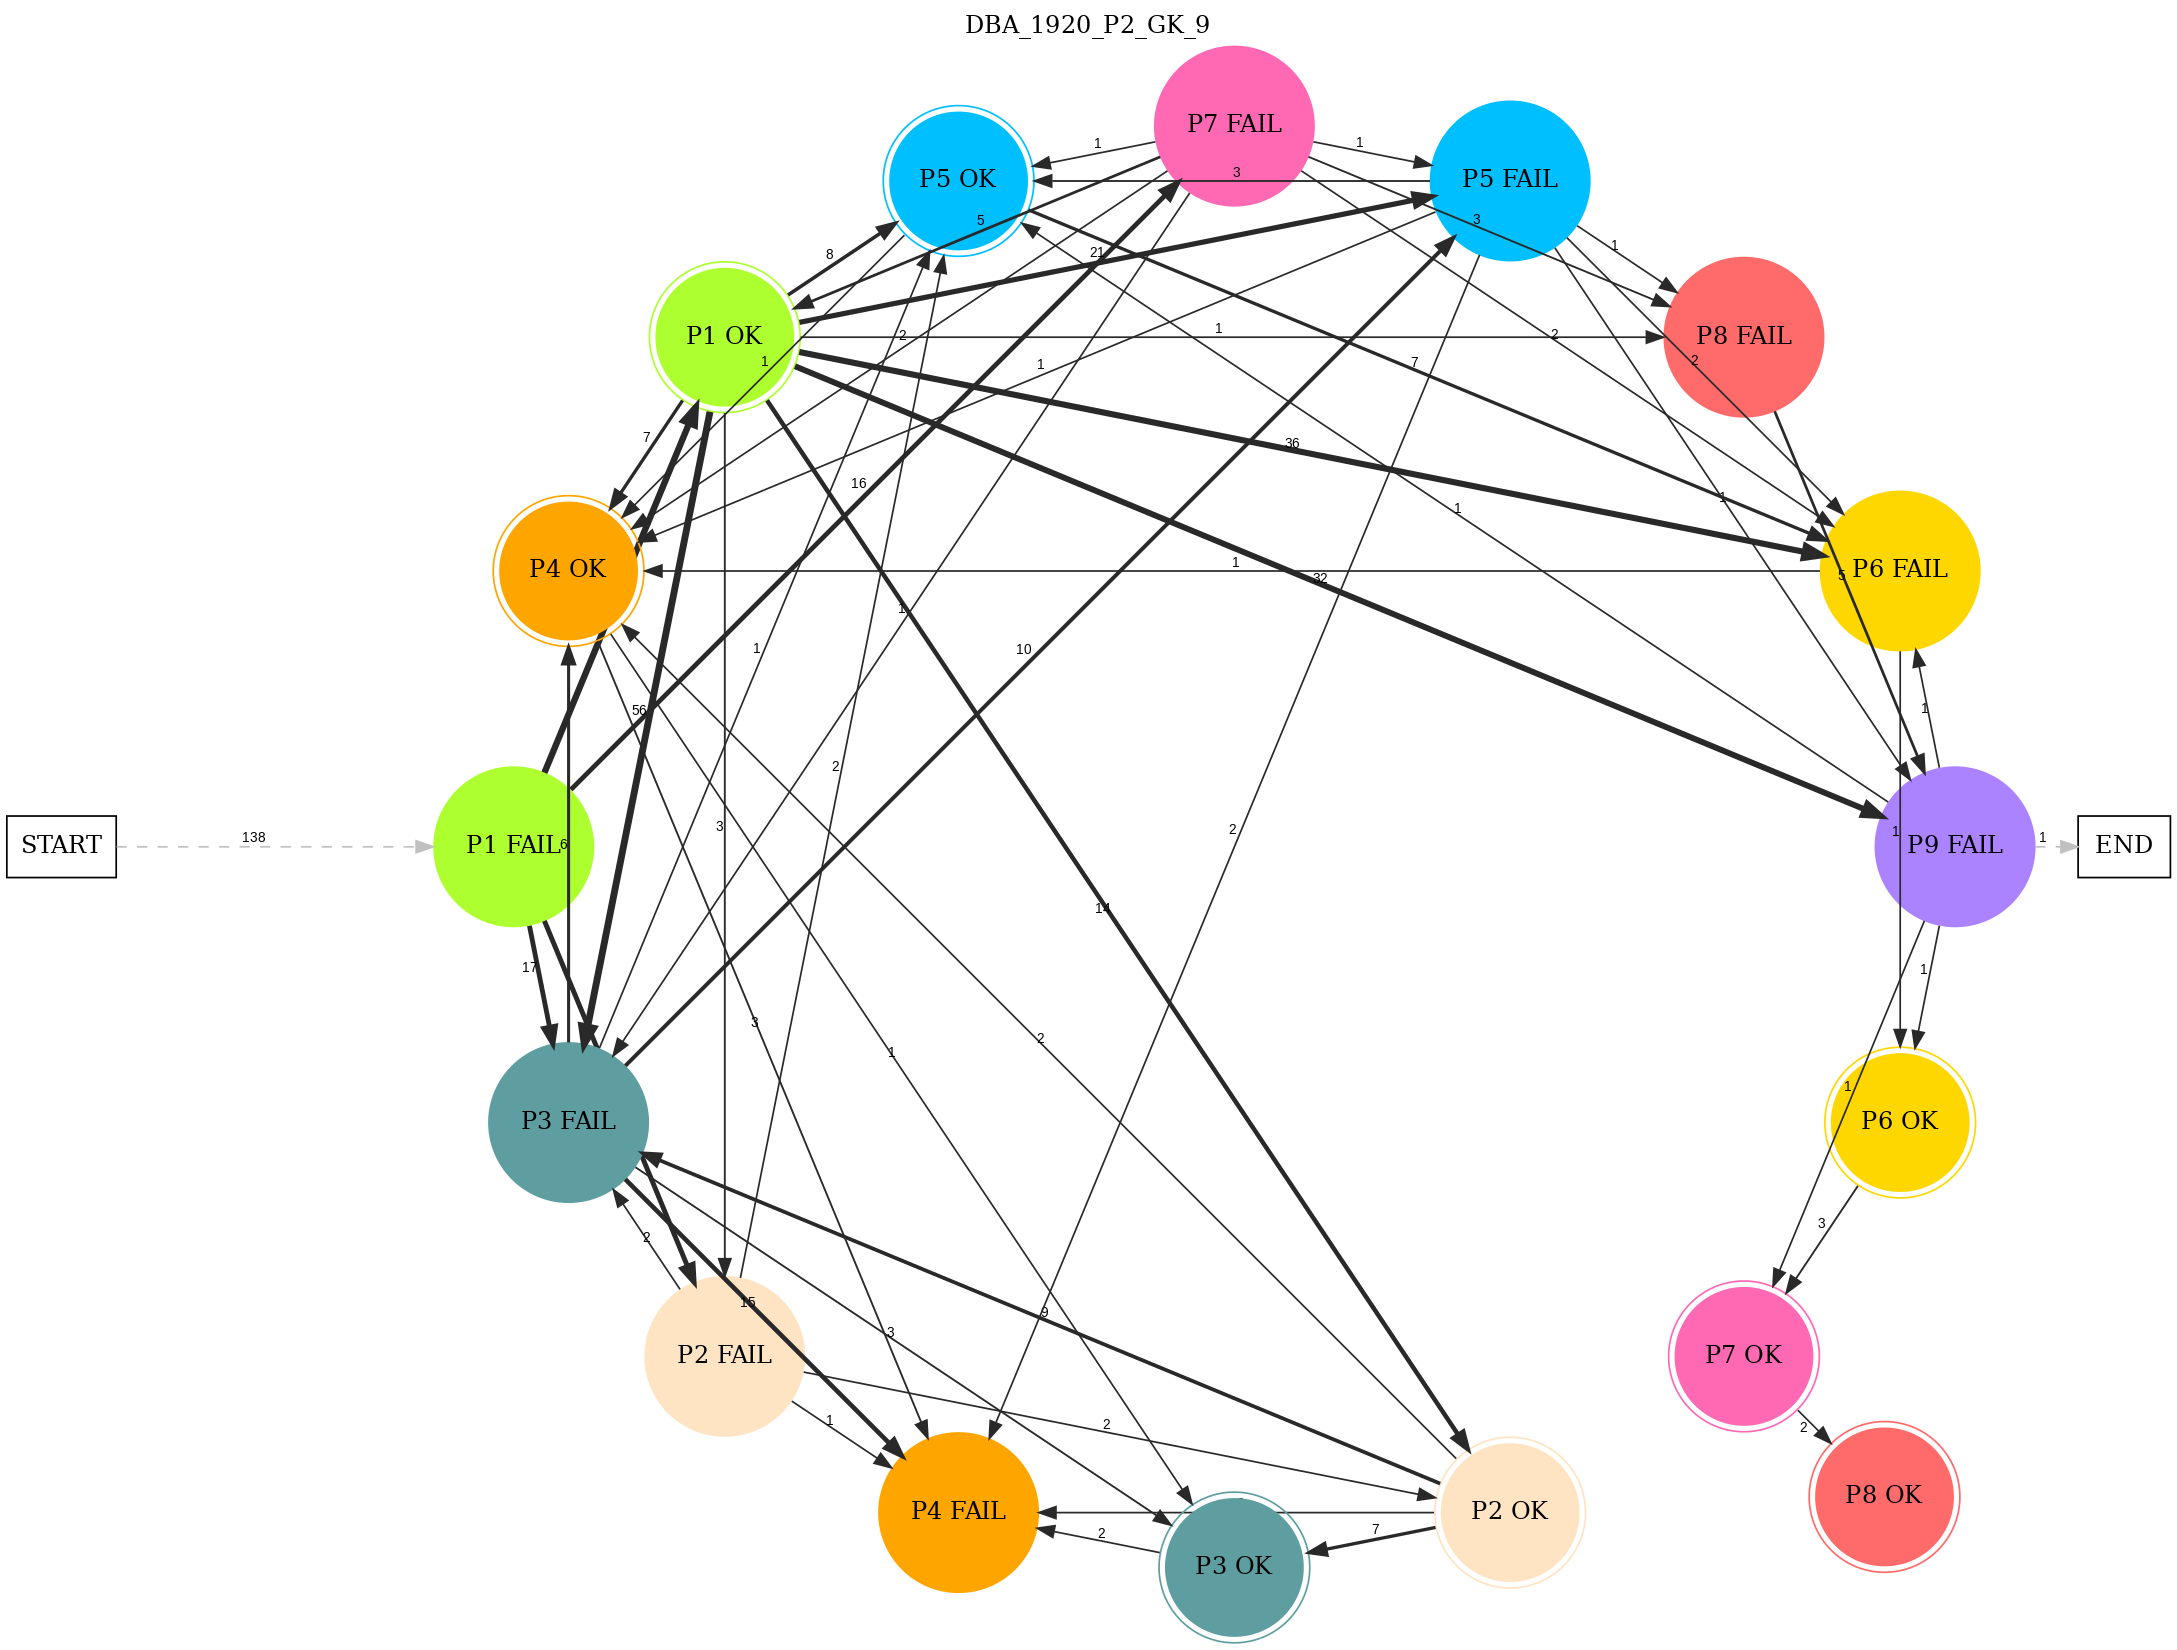 DBA_1920_P2_GK_9
P7 FAIL
P5 OK
P5 FAIL
1
1
3
5
3
8
21
1
P1 OK
P8 FAIL
2
1
2
1
1
2
7
7
36
16
1
1
P4 OK
P6 FAIL
1
32
5
1
1
10
56
1
2
3
2
1
START
138
P1 FAIL
6
P9 FAIL
1
END
14
17
1
3
2
1
1
P3 FAIL
P6 OK
2
3
15
9
3
P2 FAIL
P7 OK
1
2
2
P4 FAIL
P2 OK
P8 OK
2
7
P3 OK